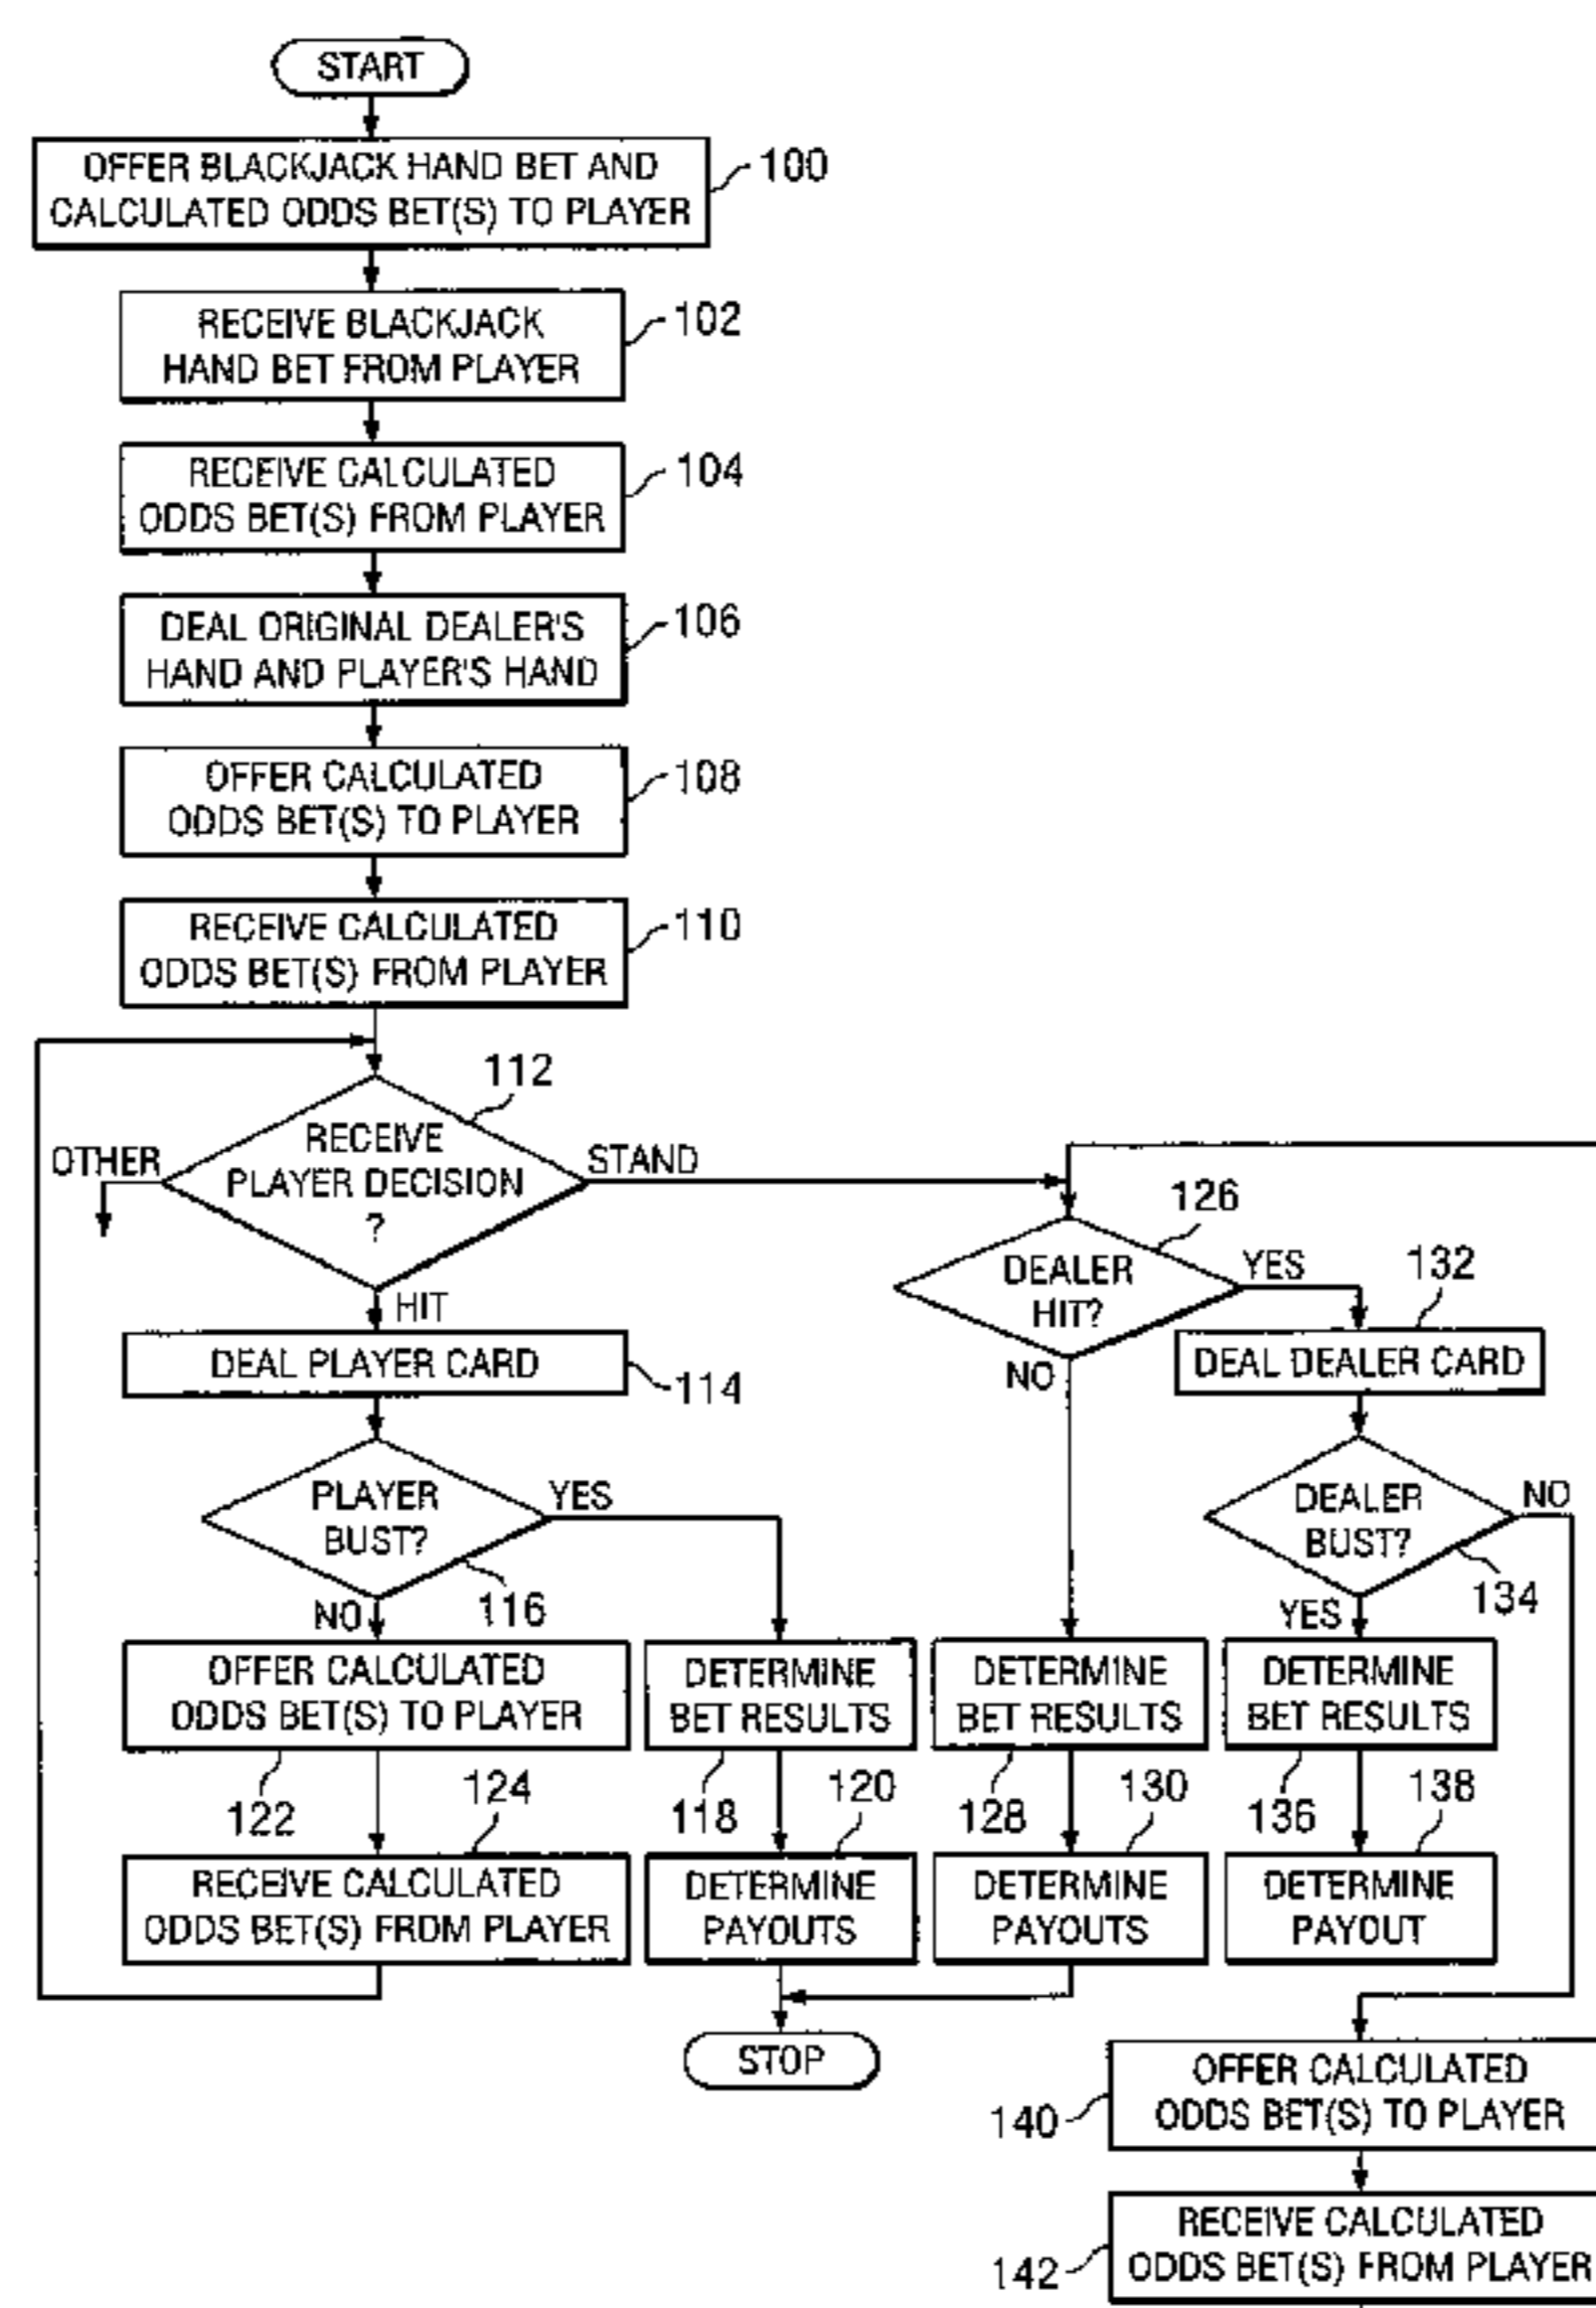 START
OFFER BLACKJACK HAND BET AND
CALCULATED ODDS BET(S) TO PLAYER
100
RECEIVE BLACKJACK
HAND BET FROM PLAYER
102
RECEIVE CALCULATED
ODDS BET(S) FROM PLAYER
104
DEAL ORIGINAL DEALER'S
HAND AND PLAYER'S HAND
106
OFFER CALCULATED
ODDS BET(S) TO PLAYER
108
RECEIVE CALCULATED
ODDS BET(S) FROM PLAYER
110
112
RECEIVE
PLAYER DECISION
?
OTHER
STAND
HIT
DEAL PLAYER CARD
114
PLAYER
BUST?
YES
116
NO
OFFER CALCULATED
ODDS BET(S) TO PLAYER
122
124
RECEIVE CALCULATED
ODDS BET(S) FROM PLAYER
DETERMINE
BET RESULTS
118
120
DETERMINE
PAYOUTS
STOP
126
DEALER
HIT?
YES
NO
DETERMINE
BET RESULTS
128
130
DETERMINE
PAYOUTS
132
DEAL DEALER CARD
DEALER
BUST?
NO
134
YES
DETERMINE
BET RESULTS
136
138
DETERMINE
PAYOUT
OFFER CALCULATED
ODDS BET(S) TO PLAYER
140
RECEIVE CALCULATED
ODDS BET(S) FROM PLAYER
142